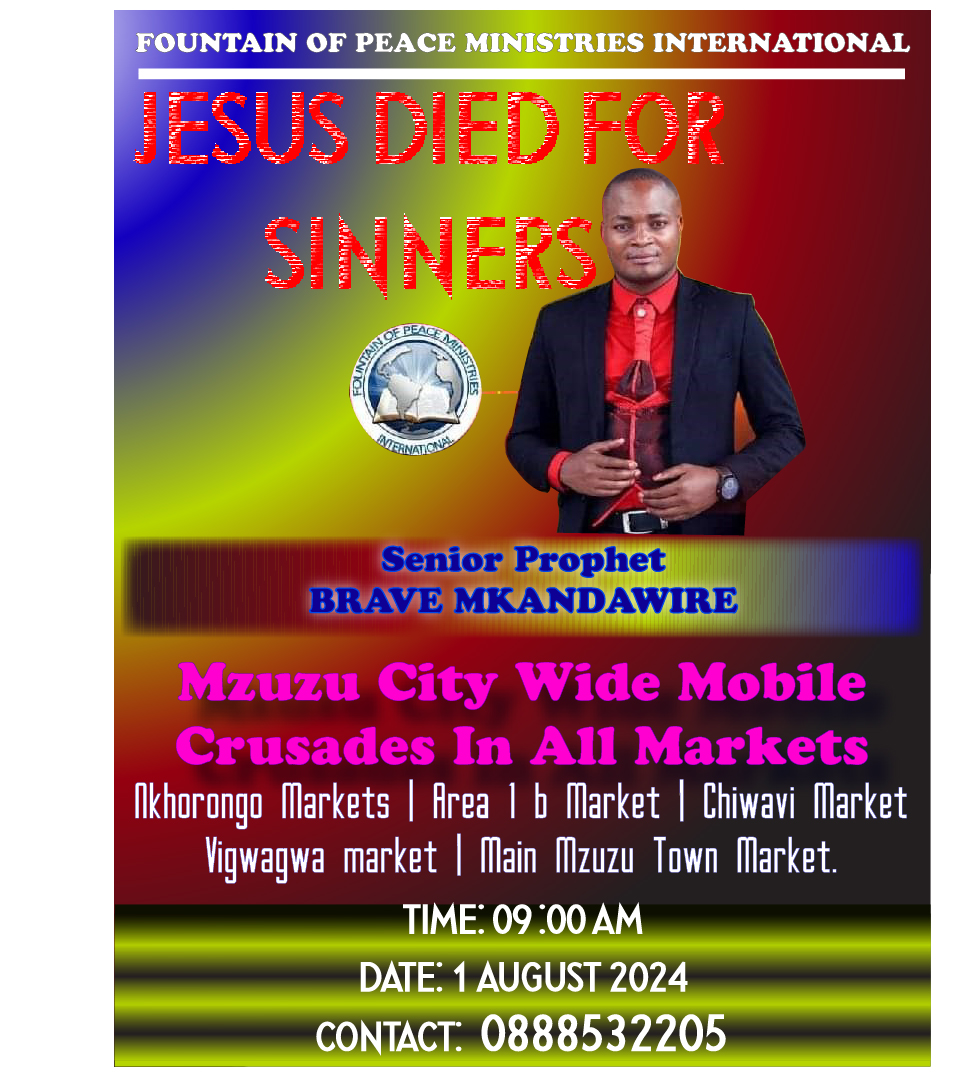 FOUNTAIN OF PEACE MINISTRIES INTERNATIONAL
JESUS DIED FOR
SINNERS
FOUNTAIN OF PEACE MINISTRIES
INTERNATIONAL
Senior Prophet
BRAVE MKANDAWIRE
Mzuzu City Wide Mobile
Crusades In All Markets
Nkhorongo Markets | Area 1 b Market | Chiwavi Market
Vigwagwa market | Main Mzuzu Town Market.
TIME: 09:00 AM
DATE: 1 AUGUST 2024
CONTACT: 0888532205